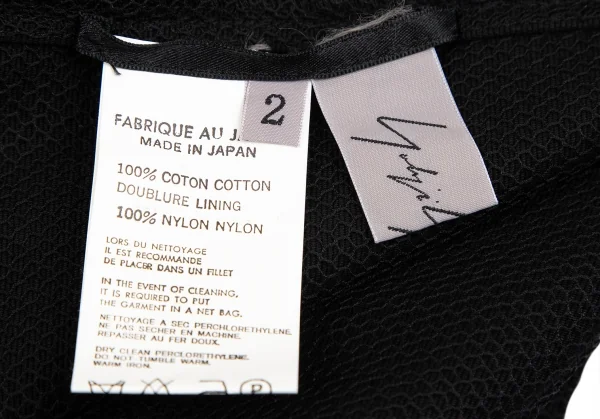 2
FABRIQUE AU J
MADE IN JAPAN
100% COTON COTTON
DOUBLURE LINING
100% NYLON NYLON
LORS DU NETTOYAGE
IL EST RECOMMANDE
DE PLACER DANS UN FILLET
IN THE EVENT OF CLEANING,
IT IS REQUIRED TO PUT
THE GARMENT IN A NET BAG.
NETTOYAGE A SEC PERCHLORETHYLENE.
NE PAS SECHER EN MACHINE.
REPASSER AU FER DOUX.
DRY CLEAN PERCLORETHYLENE.
DO NOT TUMBLE WARM.
WARM IRON.
P